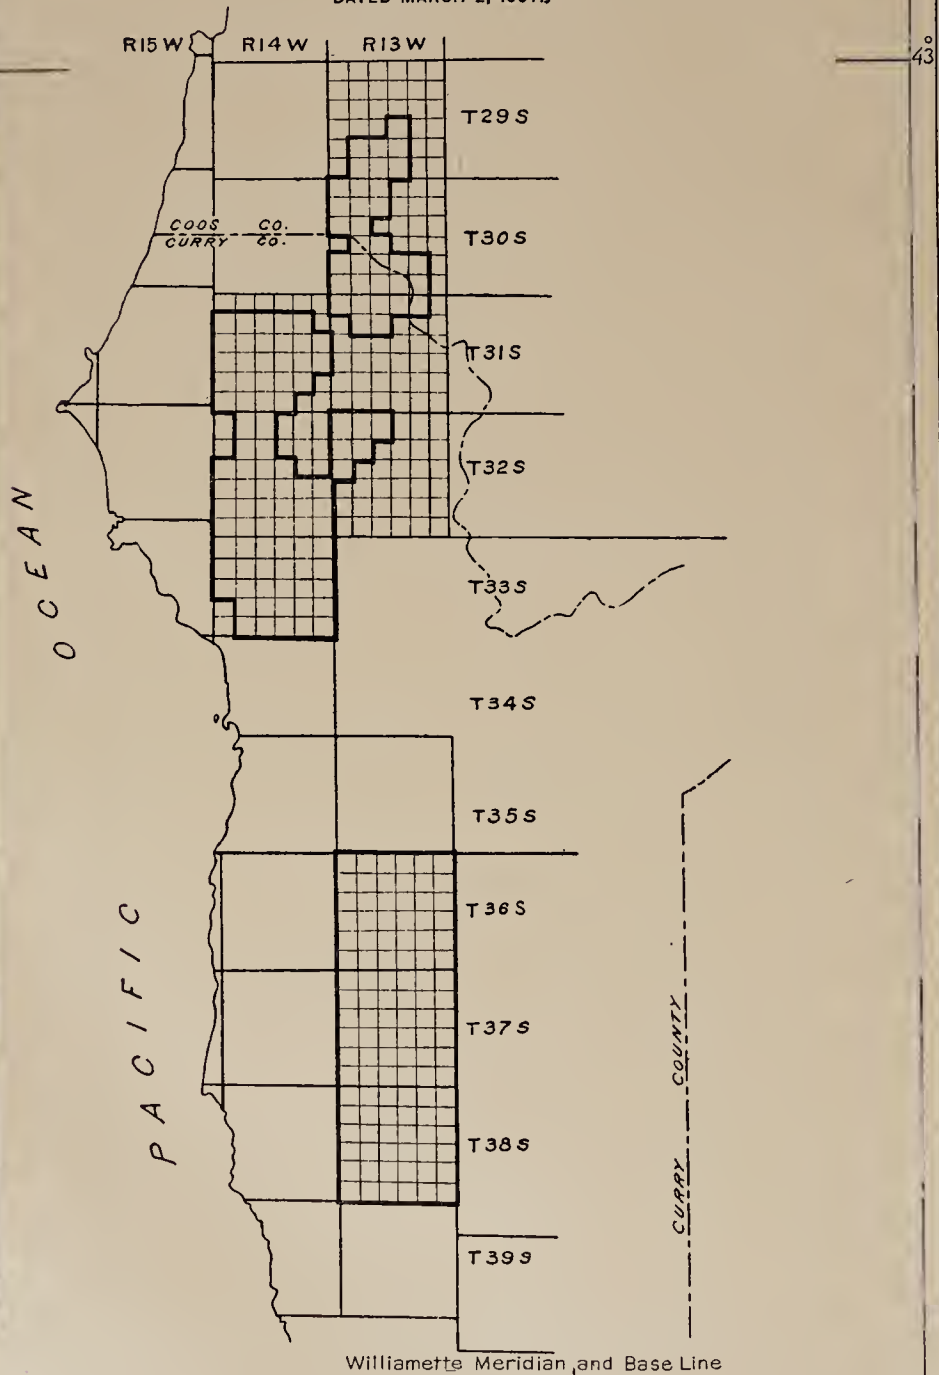 R15W R14W R13W
43°
T29S
COOS CO.
CURRY CO.
T30S
T31S
T32S
OCEAN
T33S
T34S
T35S
T36S
PACIFIC
T37S
CURRY COUNTY
T38S
T39S
Williamette Meridian and Base Line